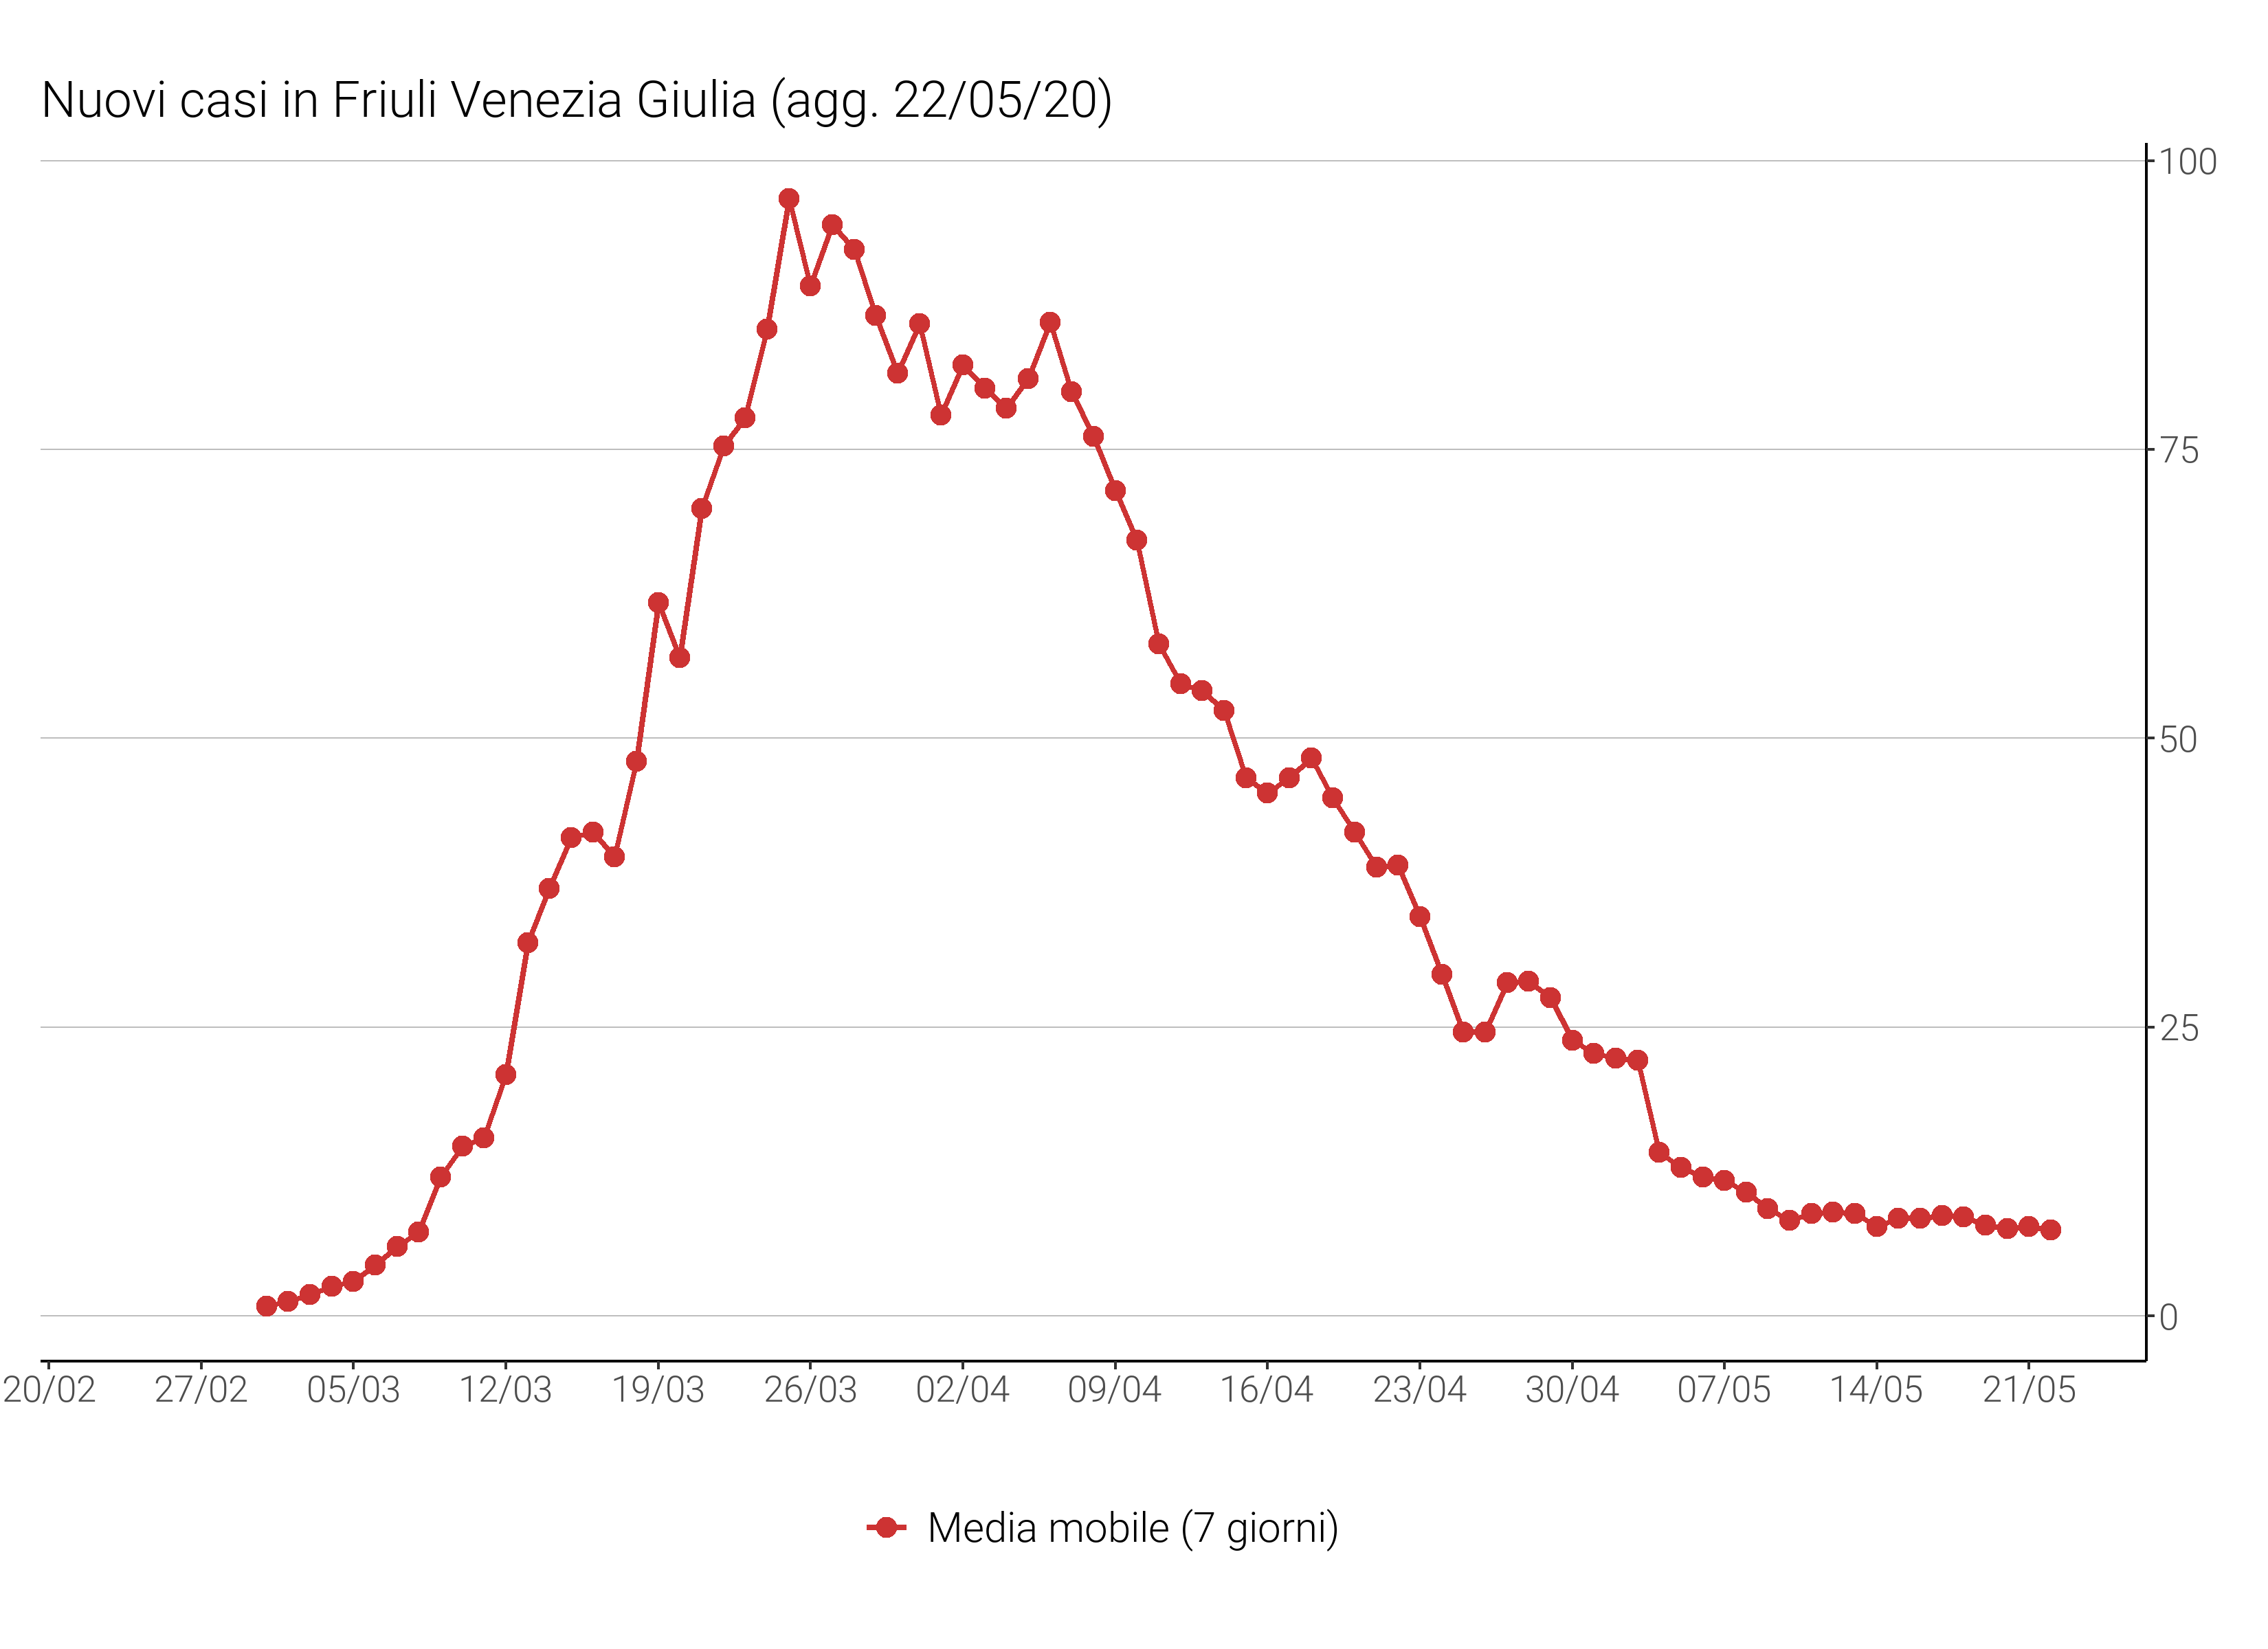 Nuovi casi in Friuli Venezia Giulia (agg. 22/05/20)
100
75
50
25
0
20/02 27/02 05/03 12/03 19/03 26/03 02/04 09/04 16/04 23/04 30/04 07/05 14/05 21/05
Media mobile (7 giorni)